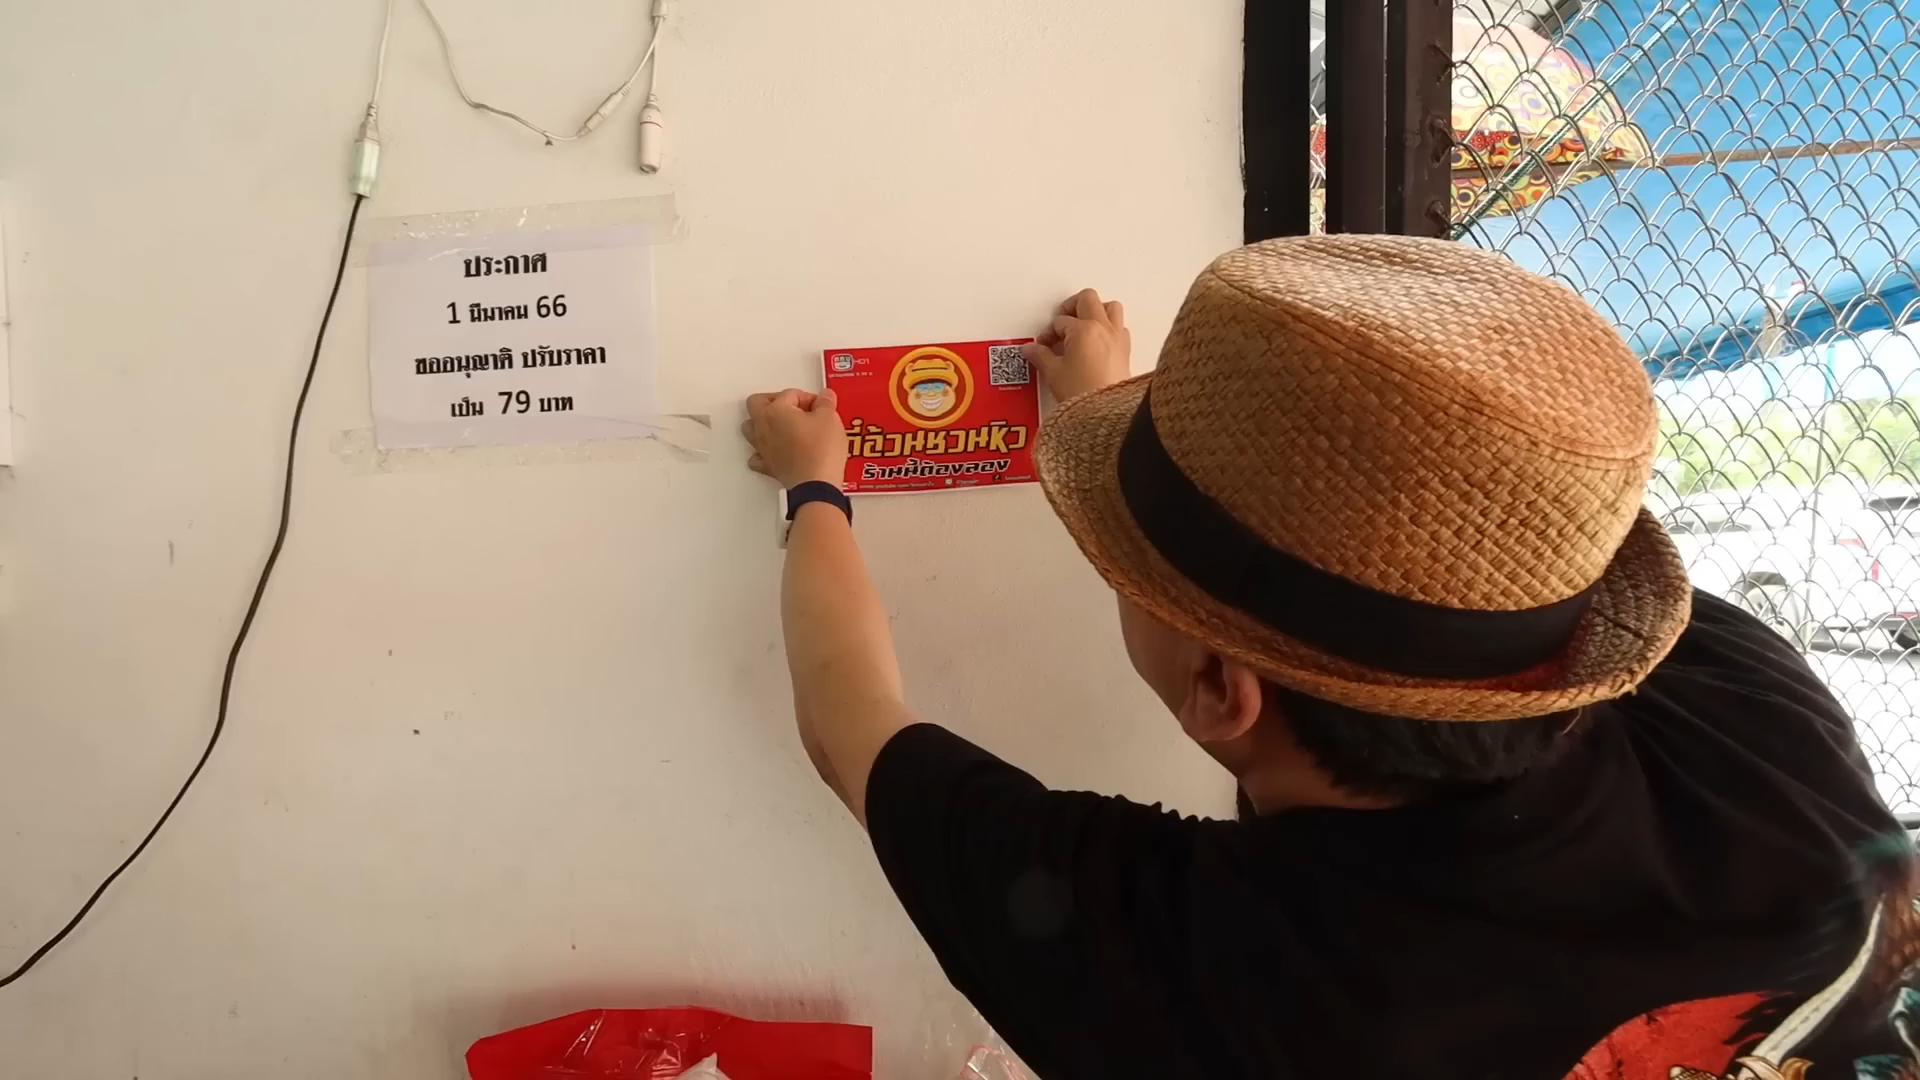 ประกาศ
1 มีนาคม 66
ขออนุญาติ ปรับราคา
เป็น 79 บาท
ตี๋อ้วนชวนหิว
ร้านนี้ต้องลอง